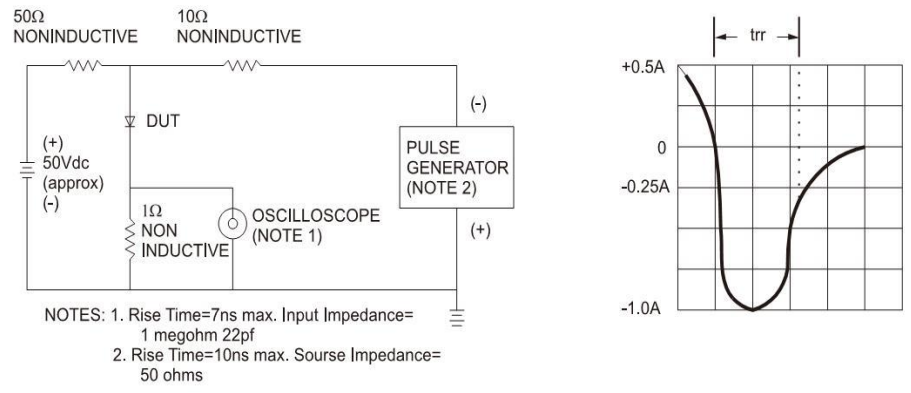 50Ω
NONINDUCTIVE
10Ω
NONINDUCTIVE
DUT
(+)
50Vdc
(approx)
(-)
1Ω
NON
INDUCTIVE
OSCILLOSCOPE
(NOTE 1)
(-)
PULSE
GENERATOR
(NOTE 2)
(+)
NOTES: 1. Rise Time=7ns max. Input Impedance=
1 megohm 22pf
2. Rise Time=10ns max. Sourse Impedance=
50 ohms
trr
+0.5A
0
-0.25A
-1.0A